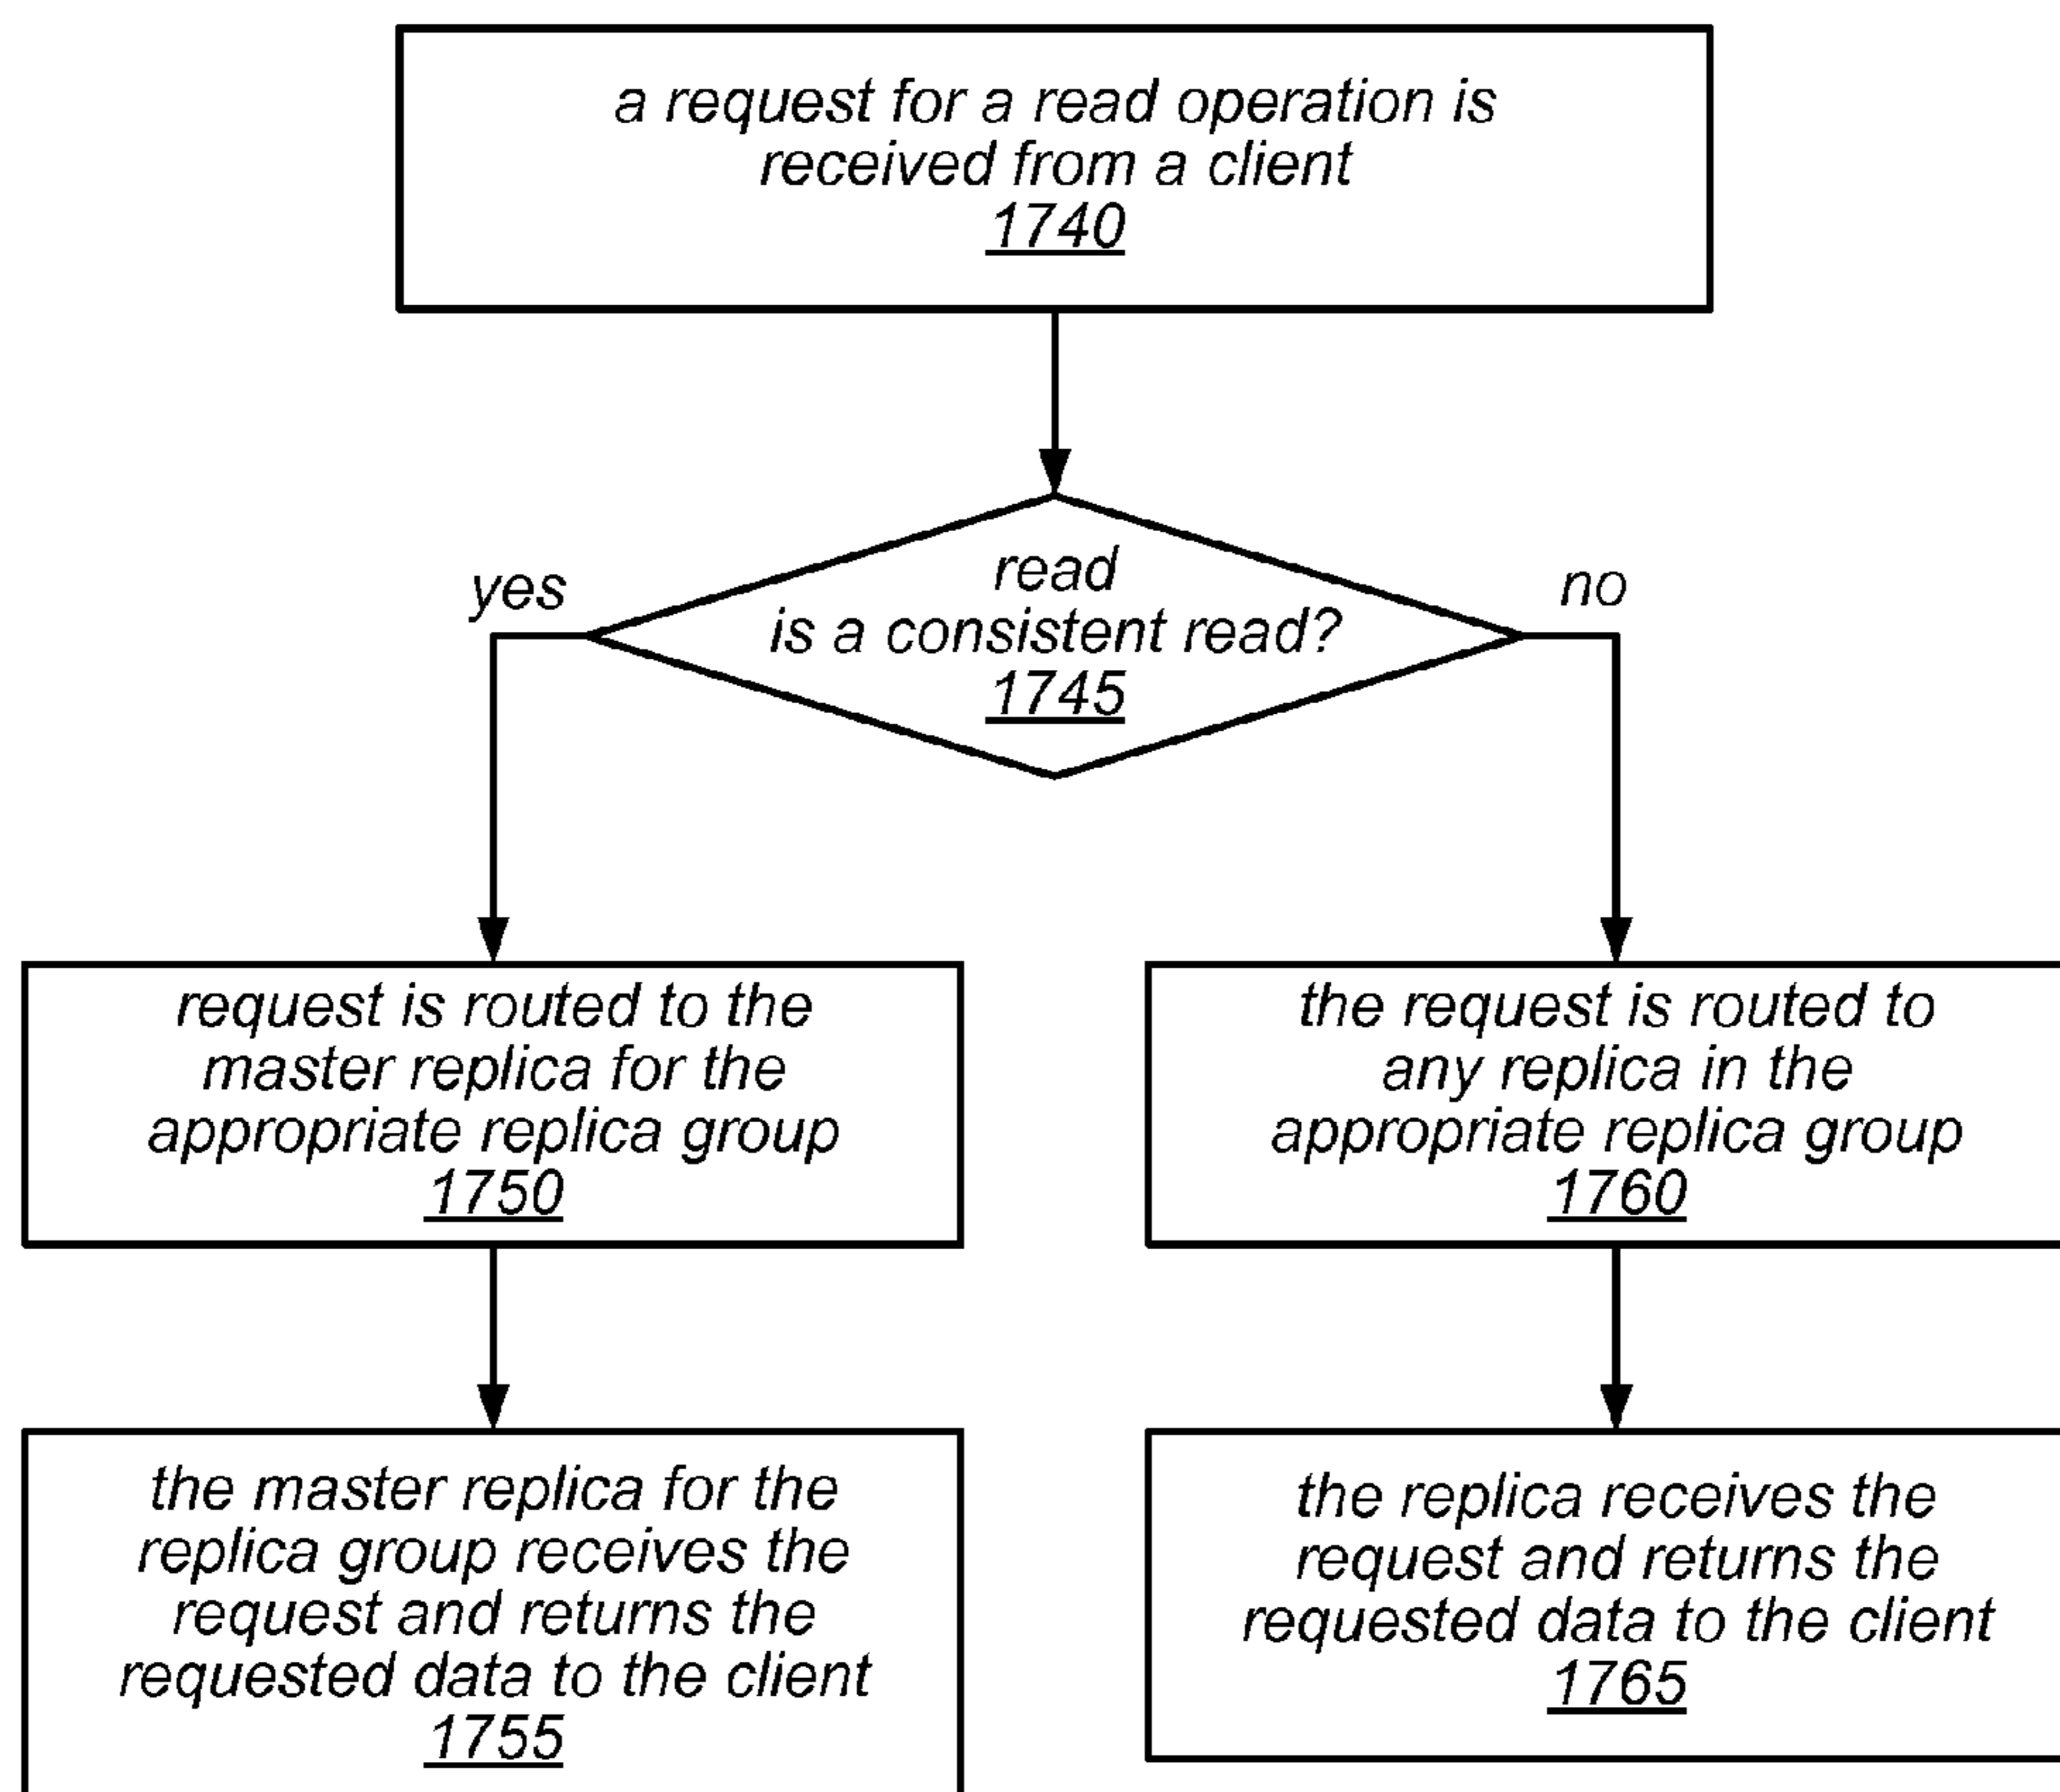 a request for a read operation is
received from a client
1740
read
is a consistent read?
1745
yes
no
request is routed to the
master replica for the
appropriate replica group
1750
the request is routed to
any replica in the
appropriate replica group
1760
the master replica for the
replica group receives the
request and returns the
requested data to the client
1755
the replica receives the
request and returns the
requested data to the client
1765